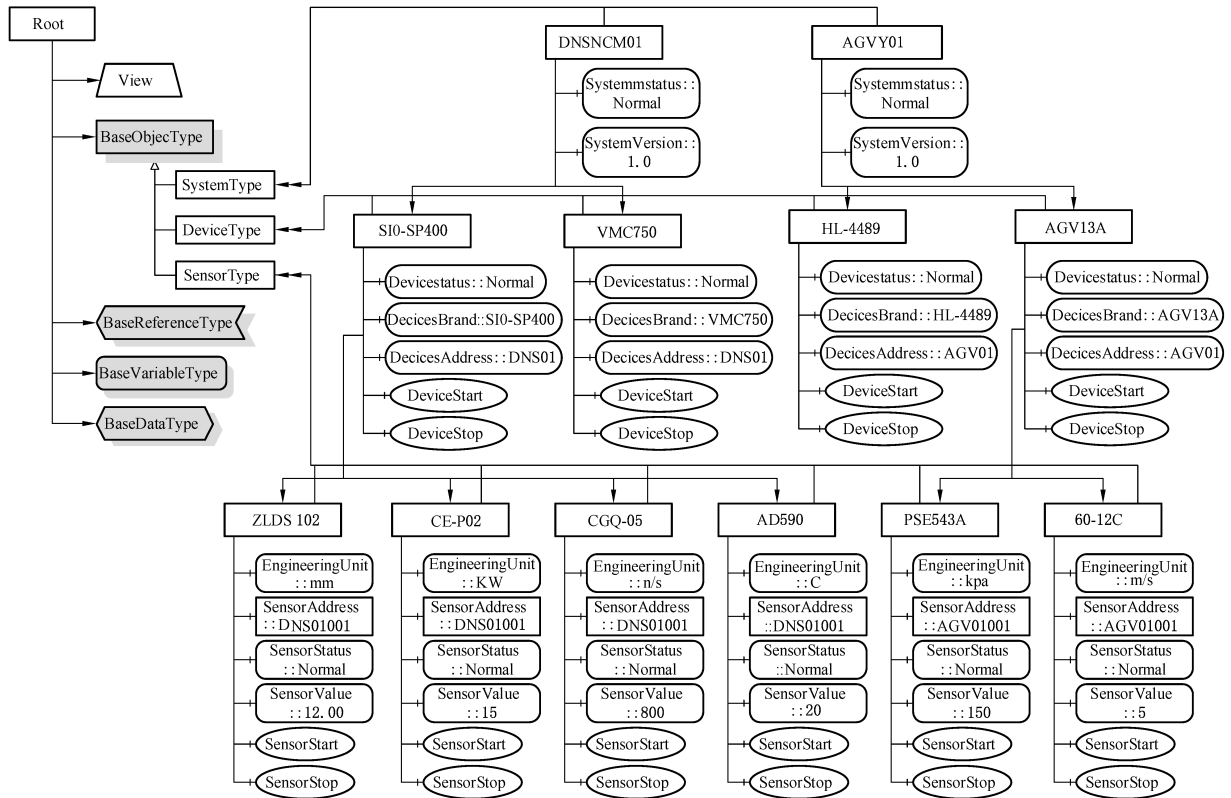 Root
View
BaseObjecType
SystemType
DeviceType
SensorType
BaseReferenceType
BaseVariableType
BaseDataType
DNSNCM01
Systemmstatus::
Normal
SystemVersion::
1.0
AGVY01
Systemmstatus::
Normal
SystemVersion::
1.0
SI0-SP400
Devicestatus::Normal
DecicesBrand::SI0-SP400
DecicesAddress::DNS01
DeviceStart
DeviceStop
VMC750
Devicestatus::Normal
DecicesBrand::VMC750
DecicesAddress::DNS01
DeviceStart
DeviceStop
HL-4489
Devicestatus::Normal
DecicesBrand::HL-4489
DecicesAddress::AGV01
DeviceStart
DeviceStop
AGV13A
Devicestatus::Normal
DecicesBrand::AGV13A
DecicesAddress::AGV01
DeviceStart
DeviceStop
ZLDS 102
EngineeringUnit
::mm
SensorAddress
::DNS01001
SensorStatus
::Normal
SensorValue
::12.00
SensorStart
SensorStop
CE-P02
EngineeringUnit
::KW
SensorAddress
::DNS01001
SensorStatus
::Normal
SensorValue
::15
SensorStart
SensorStop
CGQ-05
EngineeringUnit
::n/s
SensorAddress
::DNS01001
SensorStatus
::Normal
SensorValue
::800
SensorStart
SensorStop
AD590
EngineeringUnit
::C
SensorAddress
::DNS01001
SensorStatus
::Normal
SensorValue
::20
SensorStart
SensorStop
PSE543A
EngineeringUnit
::kpa
SensorAddress
::AGV01001
SensorStatus
::Normal
SensorValue
::150
SensorStart
SensorStop
60-12C
EngineeringUnit
::m/s
SensorAddress
::AGV01001
SensorStatus
::Normal
SensorValue
::5
SensorStart
SensorStop